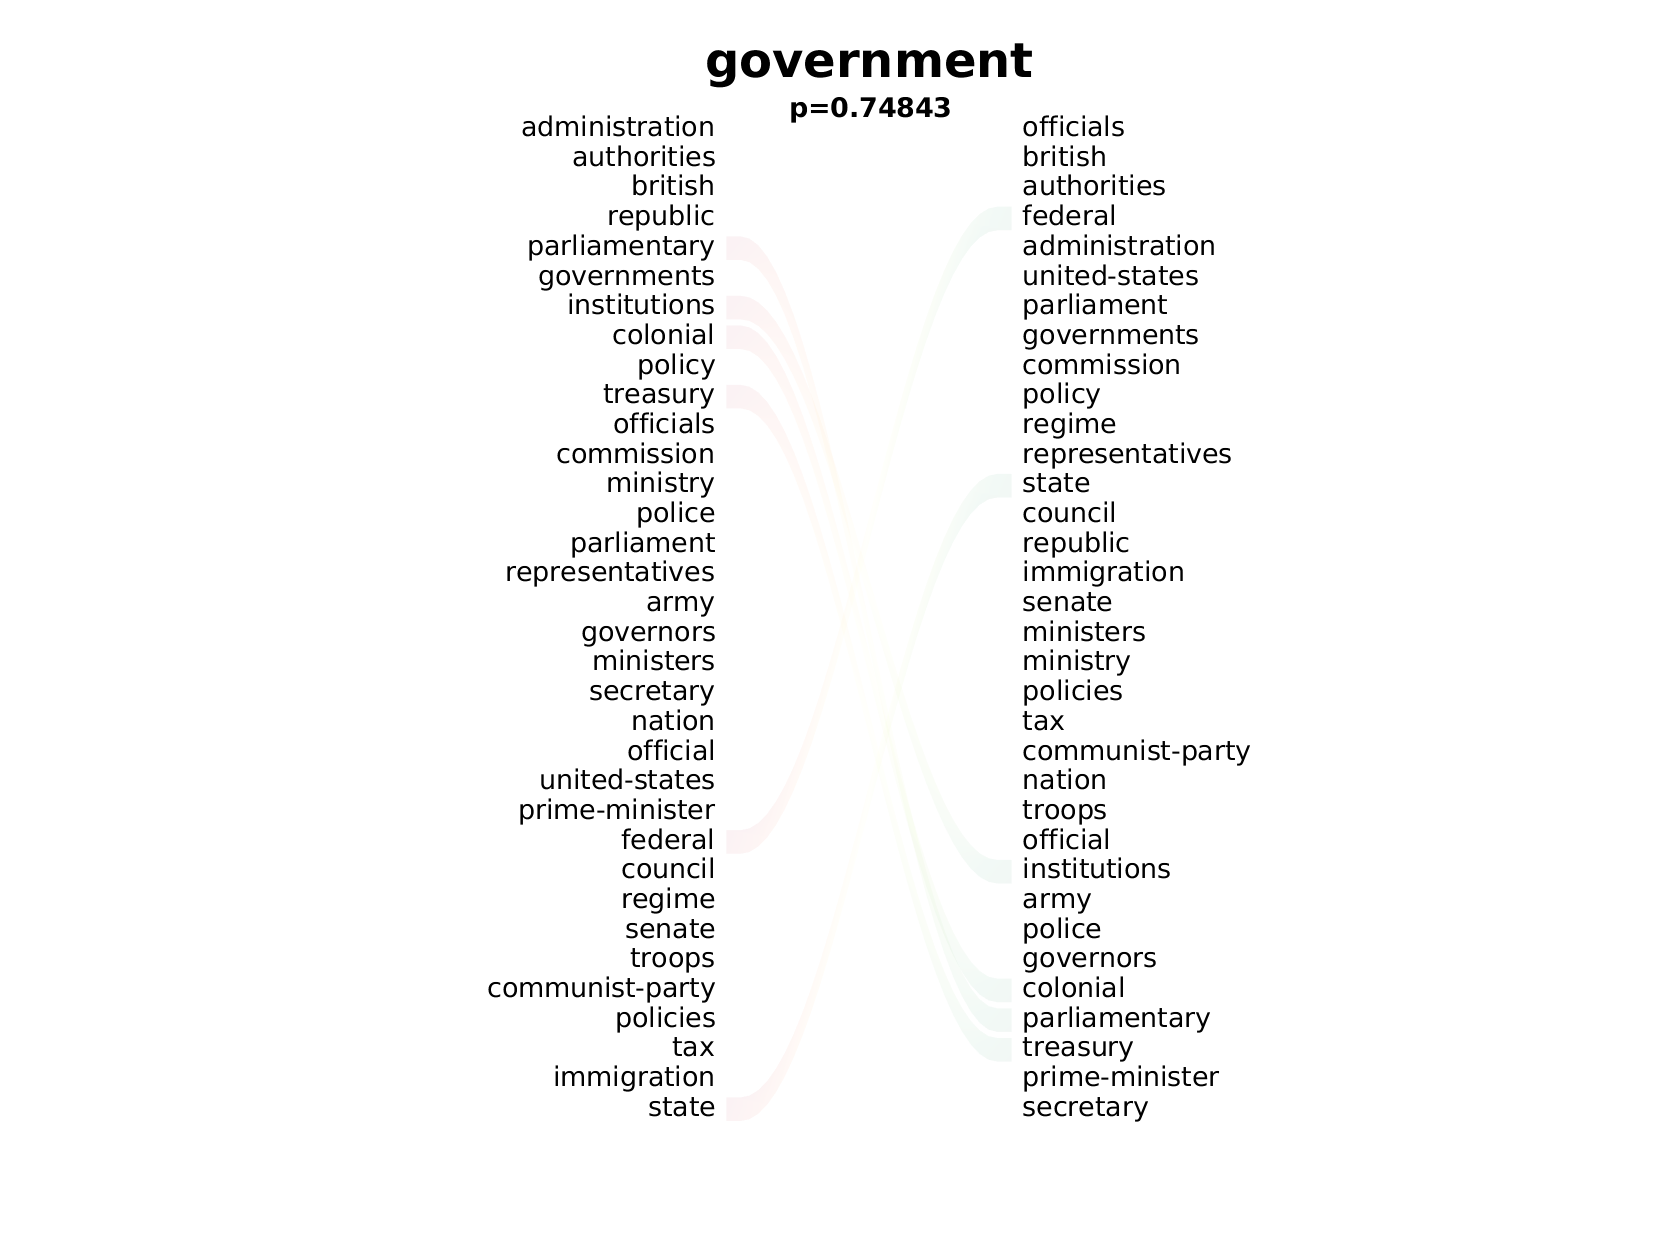 government
p=0.74843
administration officials
authorities british
british authorities
republic federal
parliamentary administration
governments united-states
institutions parliament
colonial governments
policy commission
treasury policy
officials regime
commission representatives
ministry state
police council
parliament republic
representatives immigration
army senate
governors ministers
ministers ministry
secretary policies
nation tax
official communist-party
united-states nation
prime-minister troops
federal official
council institutions
regime army
senate police
troops governors
communist-party colonial
policies parliamentary
tax treasury
immigration prime-minister
state secretary